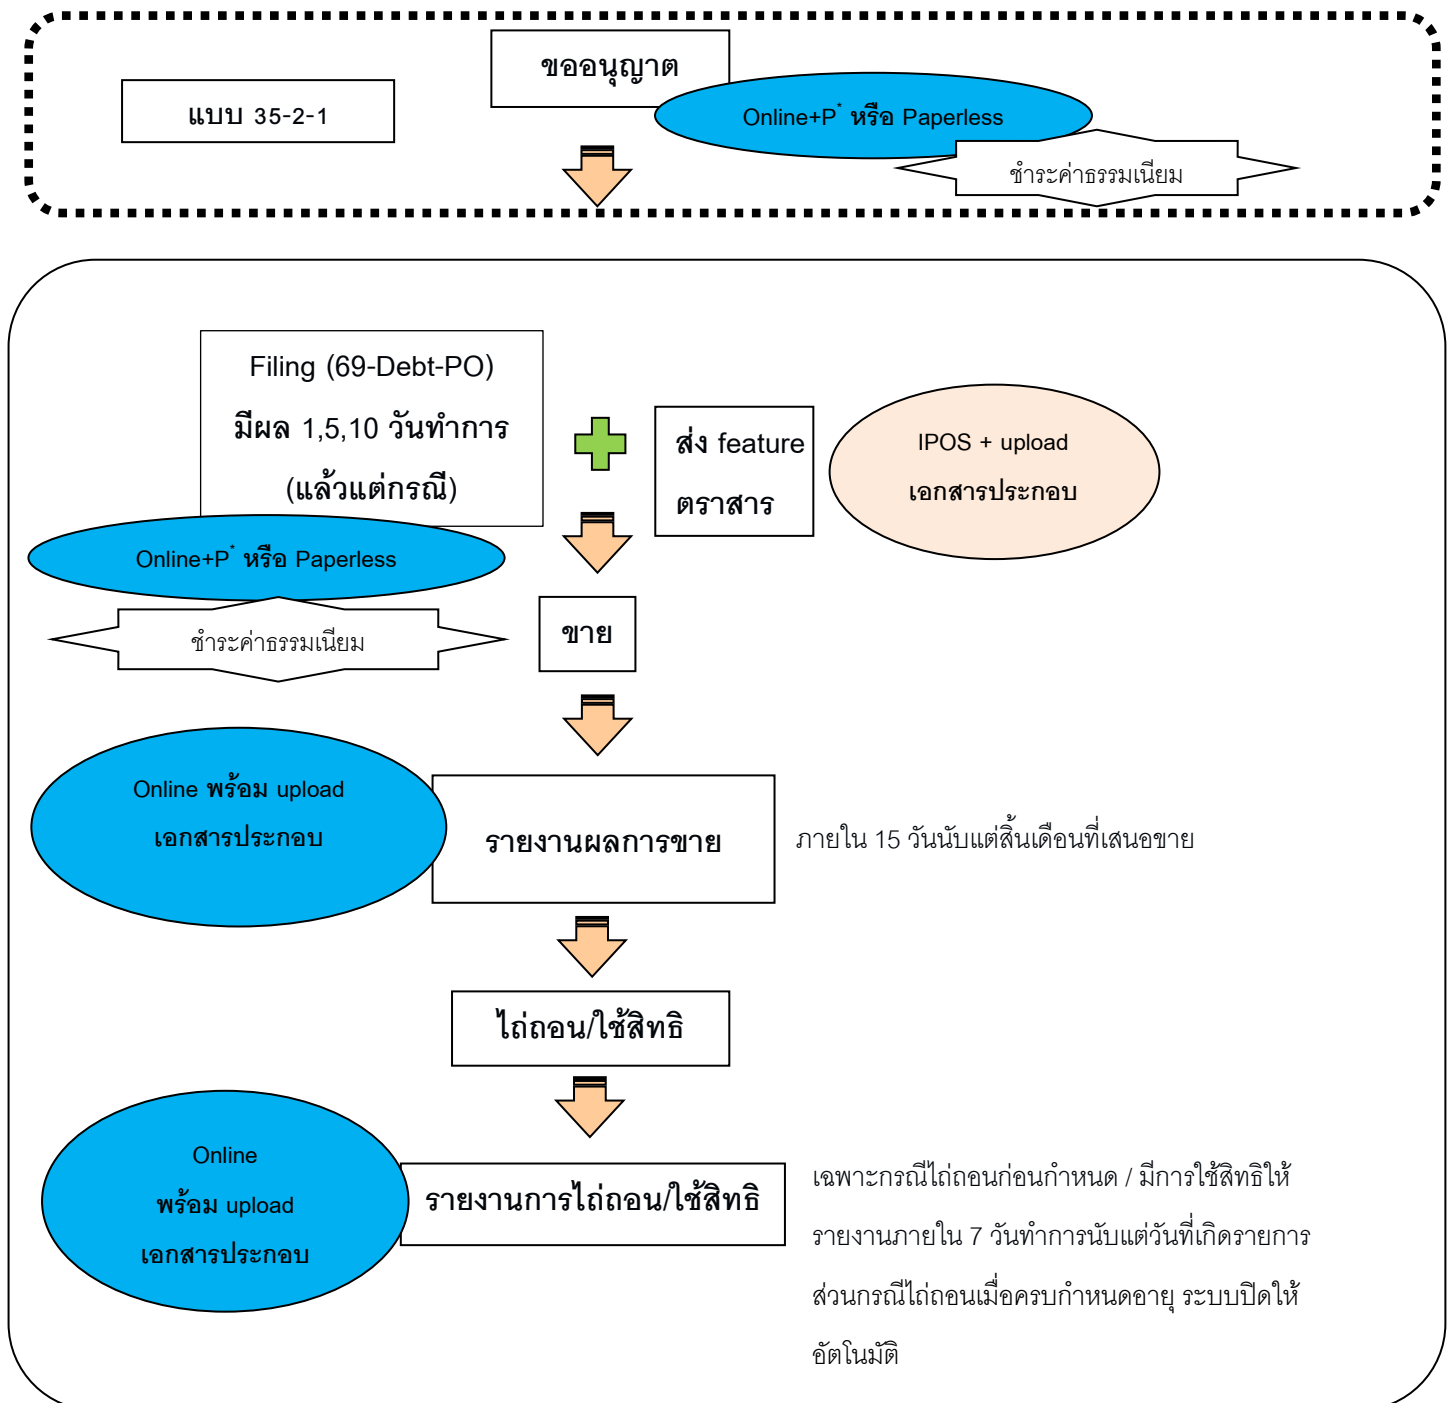 ขออนุญาต
แบบ 35-2-1
Online+P* หรือ Paperless
ชำระค่าธรรมเนียม
Filing (69-Debt-PO)
มีผล 1,5,10 วันทำการ
(แล้วแต่กรณี)
ส่ง feature
ตราสาร
IPOS + upload
เอกสารประกอบ
Online+P* หรือ Paperless
ชำระค่าธรรมเนียม
ขาย
Online พร้อม upload
เอกสารประกอบ
รายงานผลการขาย
ภายใน 15 วันนับแต่สิ้นเดือนที่เสนอขาย
ไถ่ถอน/ใช้สิทธิ
Online
พร้อม upload
เอกสารประกอบ
รายงานการไถ่ถอน/ใช้สิทธิ
เฉพาะกรณีไถ่ถอนก่อนกำหนด / มีการใช้สิทธิให้
รายงานภายใน 7 วันทำการนับแต่วันที่เกิดรายการ
ส่วนกรณีไถ่ถอนเมื่อครบกำหนดอายุ ระบบปิดให้
อัตโนมัติ